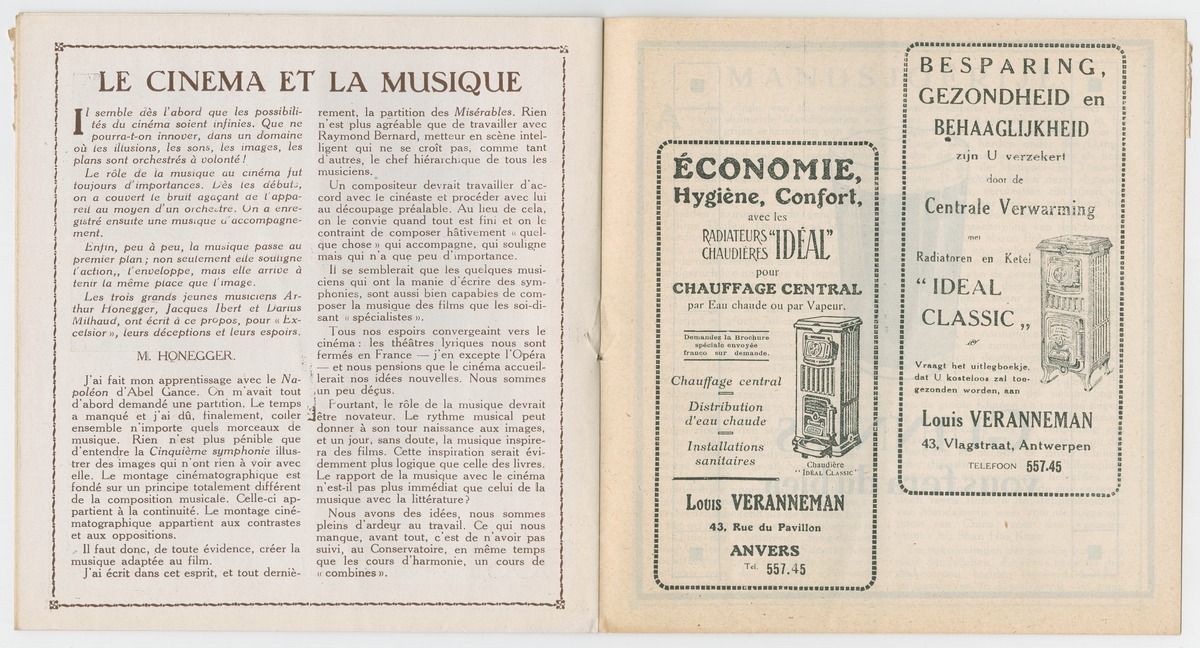 LE CINEMA ET LA MUSIQUE
Il semble dès l'abord que les possibili-
tés du cinéma soient infinies. Que ne
pourra-t-on innover, dans un domaine
où les illusions, les sons, les images, les
plans sont orchestrés à volonté !
Le rôle de la musique au cinéma fut
toujours d'importances. Dès les débuts,
on a couvert le bruit agaçant de l'appa-
reil au moyen d'un orchestre. On a enre-
gistré ensuite une musique d'accompagne-
ment.
Enfin, peu à peu, la musique passe au
premier plan ; non seulement elle souligne
l'action,, l'enveloppe, mais elle arrive à
tenir la même place que l'image.
Les trois grands jeunes musiciens Ar-
thur Honegger, Jacques Ibert et Darius
Milhaud, ont écrit à ce propos, pour « Ex-
celsior », leurs déceptions et leurs espoirs.
M. HONEGGER.
J'ai fait mon apprentissage avec le Na-
poléon d'Abel Gance. On m'avait tout
d'abord demandé une partition. Le temps
a manqué et j'ai dû, finalement, coller
ensemble n'importe quels morceaux de
musique. Rien n'est plus pénible que
d'entendre la Cinquième symphonie illus-
trer des images qui n'ont rien à voir avec
elle. Le montage cinématographique est
fondé sur un principe totalement différent
de la composition musicale. Celle-ci ap-
partient à la continuité. Le montage ciné-
matographique appartient aux contrastes
et aux oppositions.
Il faut donc, de toute évidence, créer la
musique adaptée au film.
J'ai écrit dans cet esprit, et tout derniè-
rement, la partition des Misérables. Rien
n'est plus agréable que de travailler avec
Raymond Bernard, metteur en scène intel-
ligent qui ne se croît pas, comme tant
d'autres, le chef hiérarchique de tous les
musiciens.
Un compositeur devrait travailler d'ac-
cord avec le cinéaste et procéder avec lui
au découpage préalable. Au lieu de cela,
on le convie quand tout est fini et on le
contraint de composer hâtivement « quel-
que chose » qui accompagne, qui souligne
mais qui n'a que peu d'importance.
Il se semblerait que les quelques musi-
ciens qui ont la manie d'écrire des sym-
phonies, sont aussi bien capables de com-
poser la musique des films que les soi-di-
sant « spécialistes ».
Tous nos espoirs convergeaint vers le
cinéma : les théâtres lyriques nous sont
fermés en France — j'en excepte l'Opéra
— et nous pensions que le cinéma accueil-
lerait nos idées nouvelles. Nous sommes
un peu déçus.
Pourtant, le rôle de la musique devrait
être novateur. Le rythme musical peut
donner à son tour naissance aux images,
et un jour, sans doute, la musique inspire-
ra des films. Cette inspiration serait évi-
demment plus logique que celle des livres.
Le rapport de la musique avec le cinéma
n'est-il pas plus immédiat que celui de la
musique avec la littérature ?
Nous avons des idées, nous sommes
pleins d'ardeur au travail. Ce qui nous
manque, avant tout, c'est de n'avoir pas
suivi, au Conservatoire, en même temps
que les cours d'harmonie, un cours de
« combines ».
ÉCONOMIE,
Hygiène, Confort,
avec les
RADIATEURS
CHAUDIÈRES "IDÉAL"
pour
CHAUFFAGE CENTRAL
par Eau chaude ou par Vapeur.
Demandez la Brochure
spéciale envoyée
franco sur demande.
Chauffage central
Distribution
d'eau chaude
Installations
sanitaires
Chaudière
"IDÉAL CLASSIC"
Louis VERANNEMAN
43, Rue du Pavillon
ANVERS
Tél. 557.45
BESPARING,
GEZONDHEID en
BEHAAGLIJKHEID
zijn U verzekert
door de
Centrale Verwarming
met
Radiatoren en Ketel
" IDEAL
CLASSIC „
Vraagt het uitlegboekje,
dat U kosteloos zal toe-
gezonden worden, aan
Louis VERANNEMAN
43, Vlagstraat, Antwerpen
TELEFOON 557.45